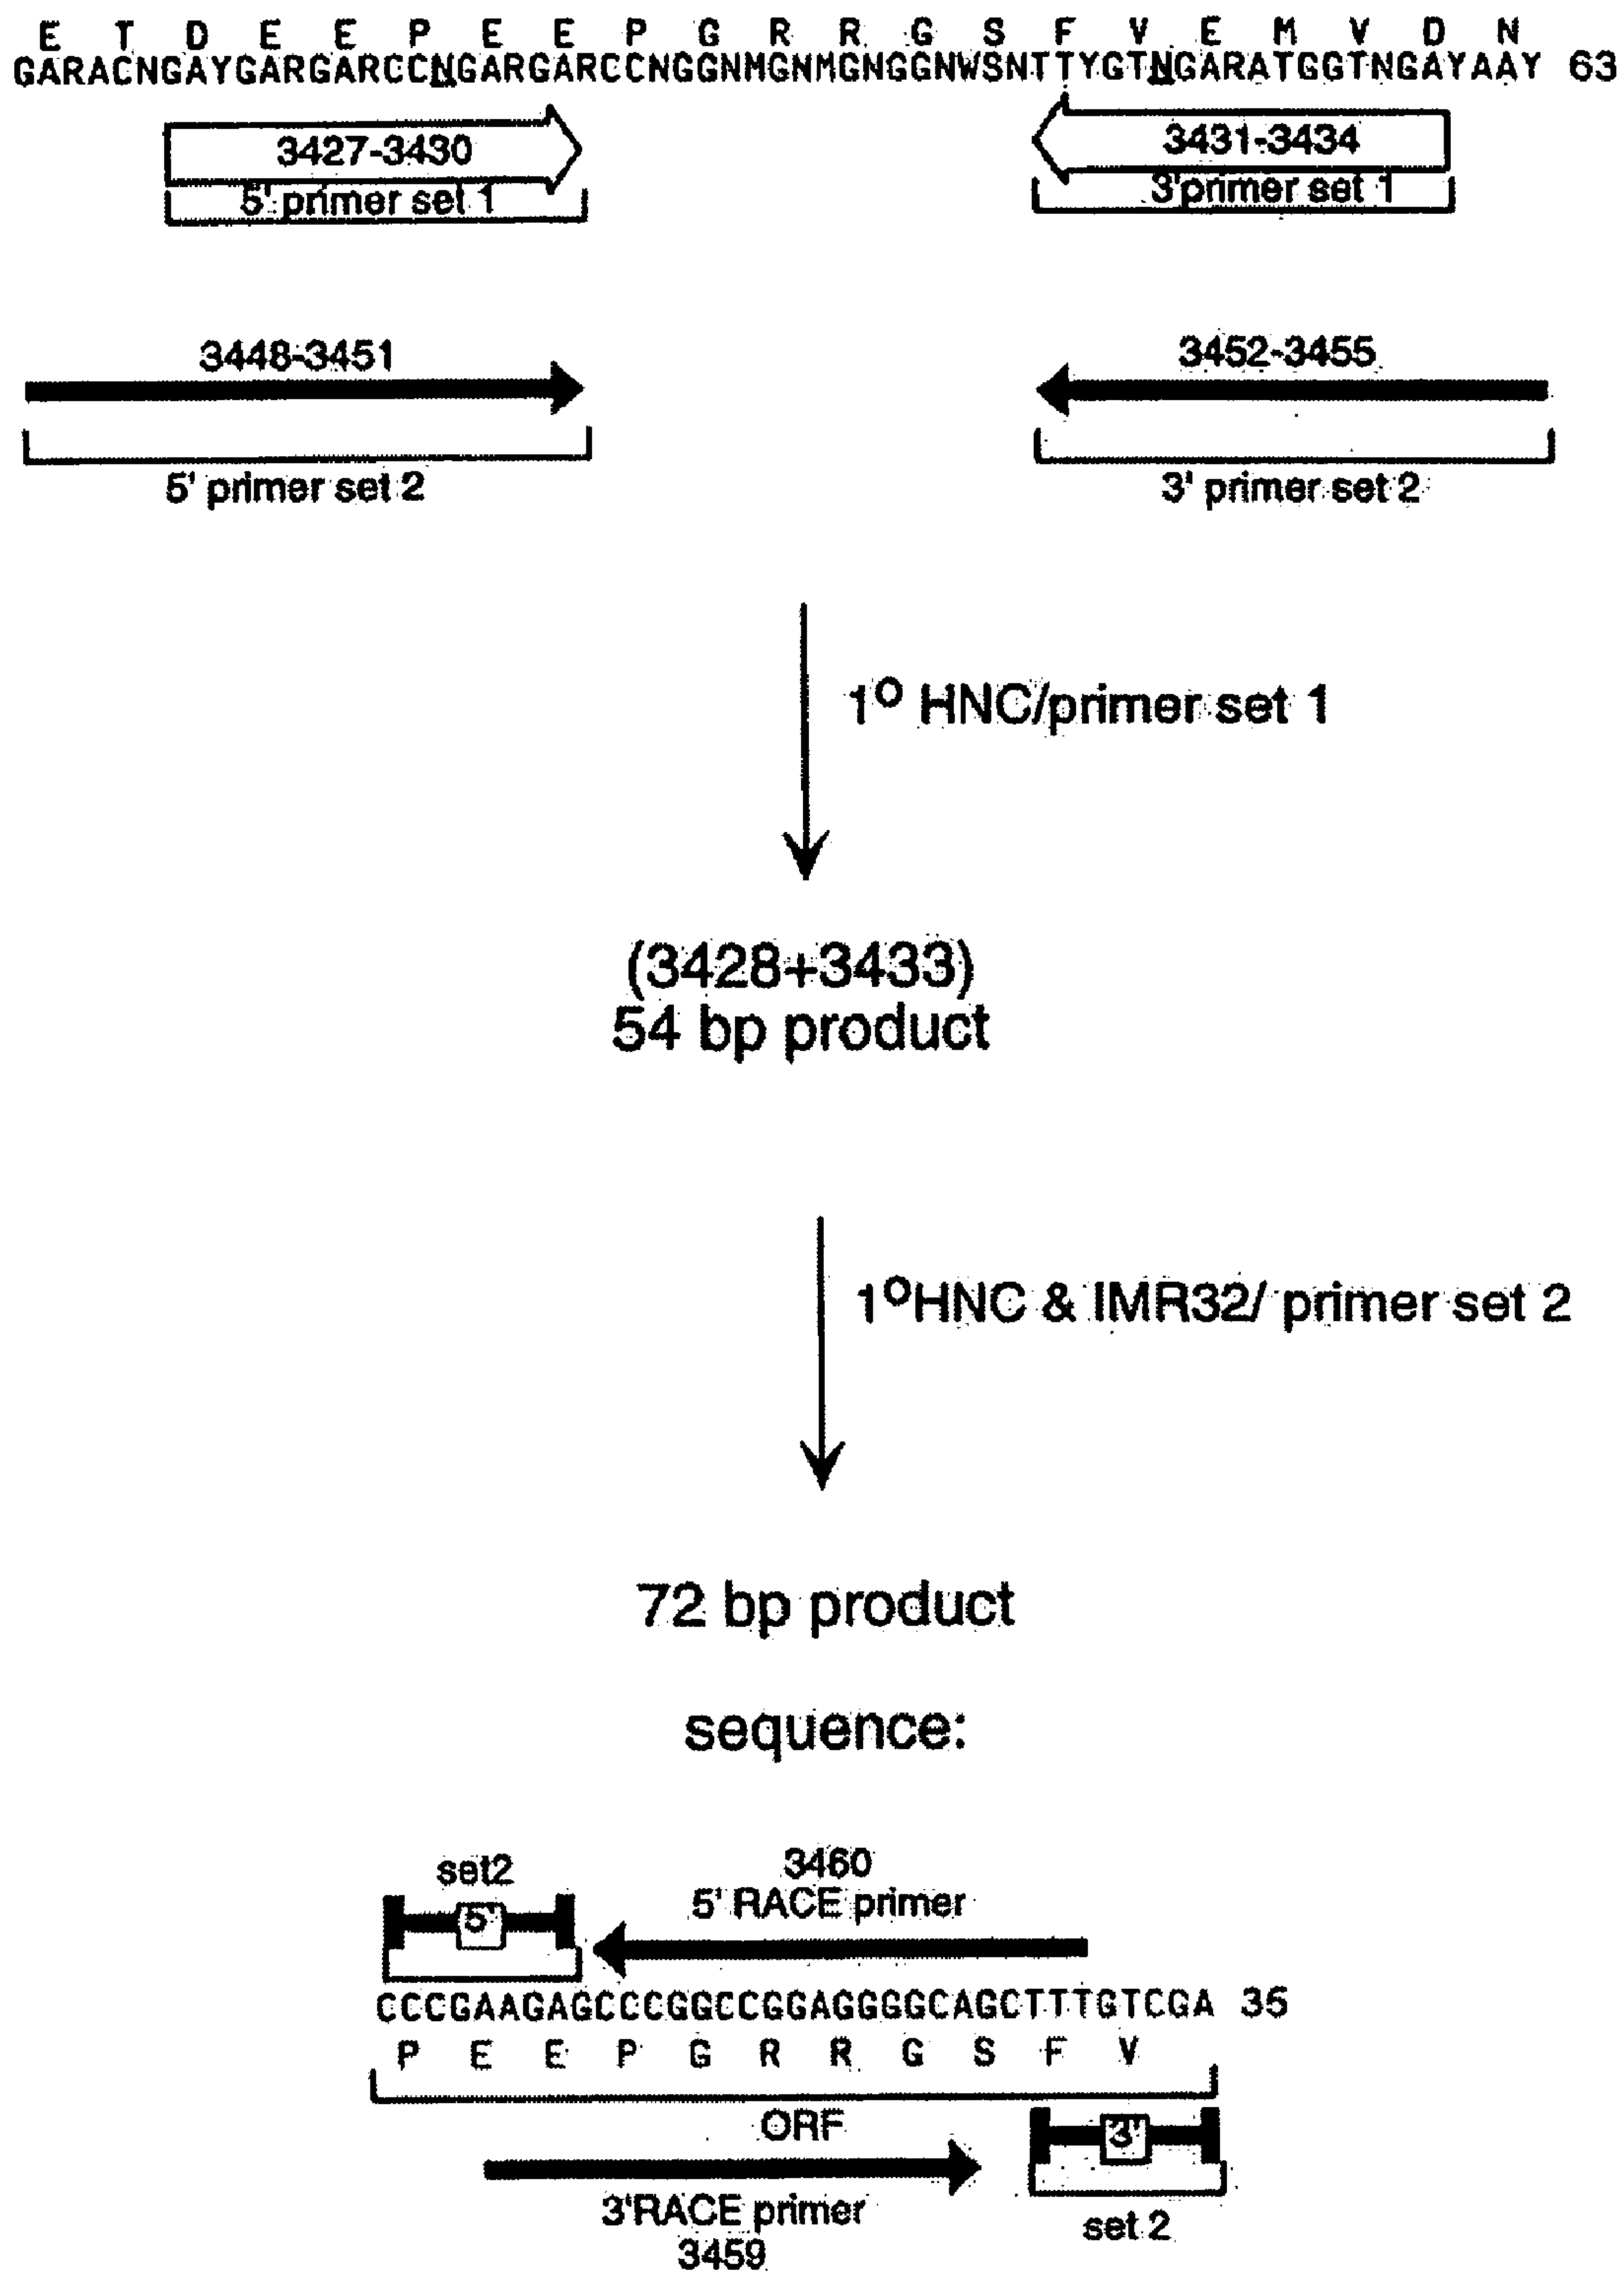 E T D E E P E E P G R R G S F V E M V D N
GARACNGAYGARGARCCNGARGARCCNGGNMGNMGNGGNWSNTTYGTNGARATGGTNGAYAAY 63
3427-3430 3431-3434
5' primer set 1 3'primer set 1
3448-3451 3452-3455
5' primer set 2 3' primer set 2
1° HNC/primer set 1
(3428+3433)
54 bp product
1°HNC & IMR32/ primer set 2
72 bp product
sequence:
set2 3460
5' RACE primer
5'
CCCGAAGAGCCCGGCCGGAGGGGCAGCTTTGTCGA 35
P E E P G R R G S F V
ORF
3'
3'RACE primer set 2
3459